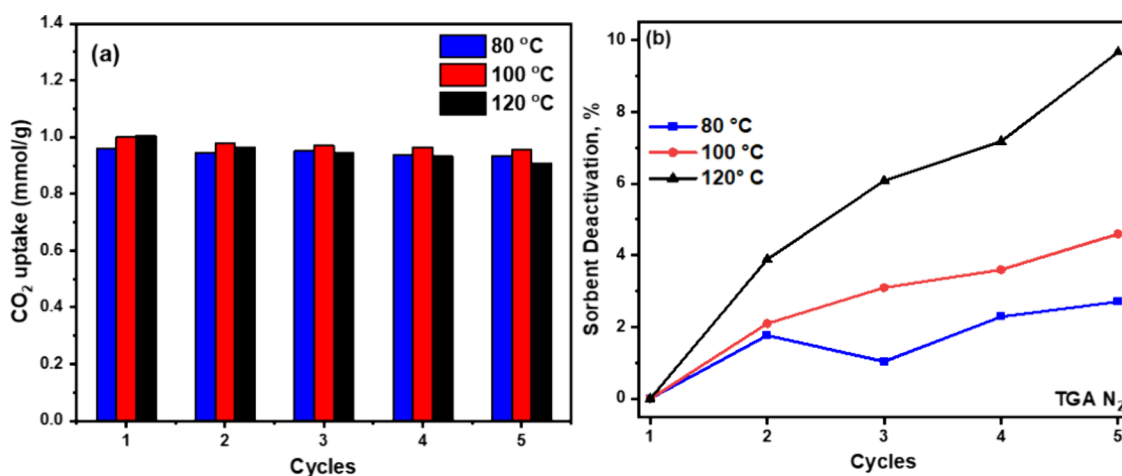 (a)
80 °C
100 °C
120 °C
CO₂ uptake (mmol/g)
1.4
1.2
1.0
0.8
0.6
0.4
0.2
0.0
1 2 3 4 5
Cycles
(b)
80 °C
100 °C
120° C
Sorbent Deactivation, %
10
8
6
4
2
0
TGA N₂
1 2 3 4 5
Cycles